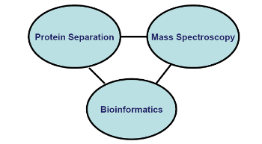 Protein Separation
Mass Spectroscopy
Bioinformatics